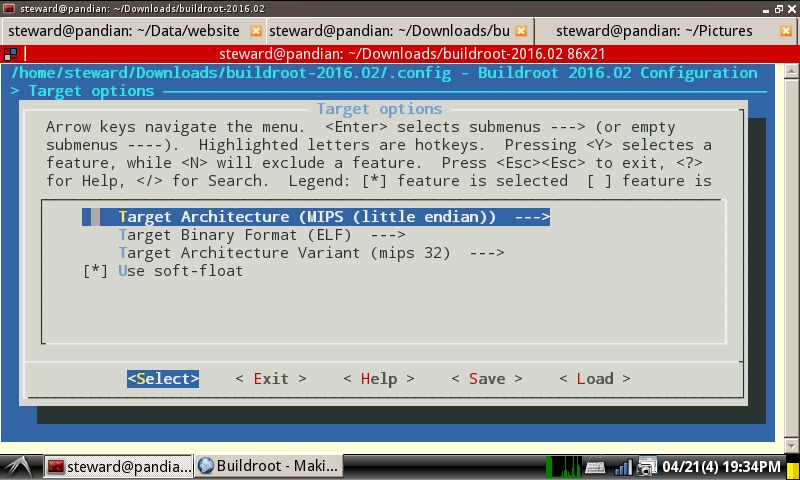 steward@pandian: ~/Downloads/buildroot-2016.02
steward@pandian: ~/Data/website
steward@pandian: ~/Downloads/bu
steward@pandian: ~/Pictures
steward@pandian: ~/Downloads/buildroot-2016.02 86x21
/home/steward/Downloads/buildroot-2016.02/.config - Buildroot 2016.02 Configuration
> Target options
Target options
Arrow keys navigate the menu.  <Enter> selects submenus ---> (or empty
submenus ----).  Highlighted letters are hotkeys.  Pressing <Y> selectes a
feature, while <N> will exclude a feature.  Press <Esc><Esc> to exit, <?>
for Help, </> for Search.  Legend: [*] feature is selected  [ ] feature is
Target Architecture (MIPS (little endian))  --->
Target Binary Format (ELF)  --->
Target Architecture Variant (mips 32)  --->
[*] Use soft-float
<Select>    < Exit >    < Help >    < Save >    < Load >
steward@pandia...
Buildroot - Maki...
04/21(4) 19:34PM